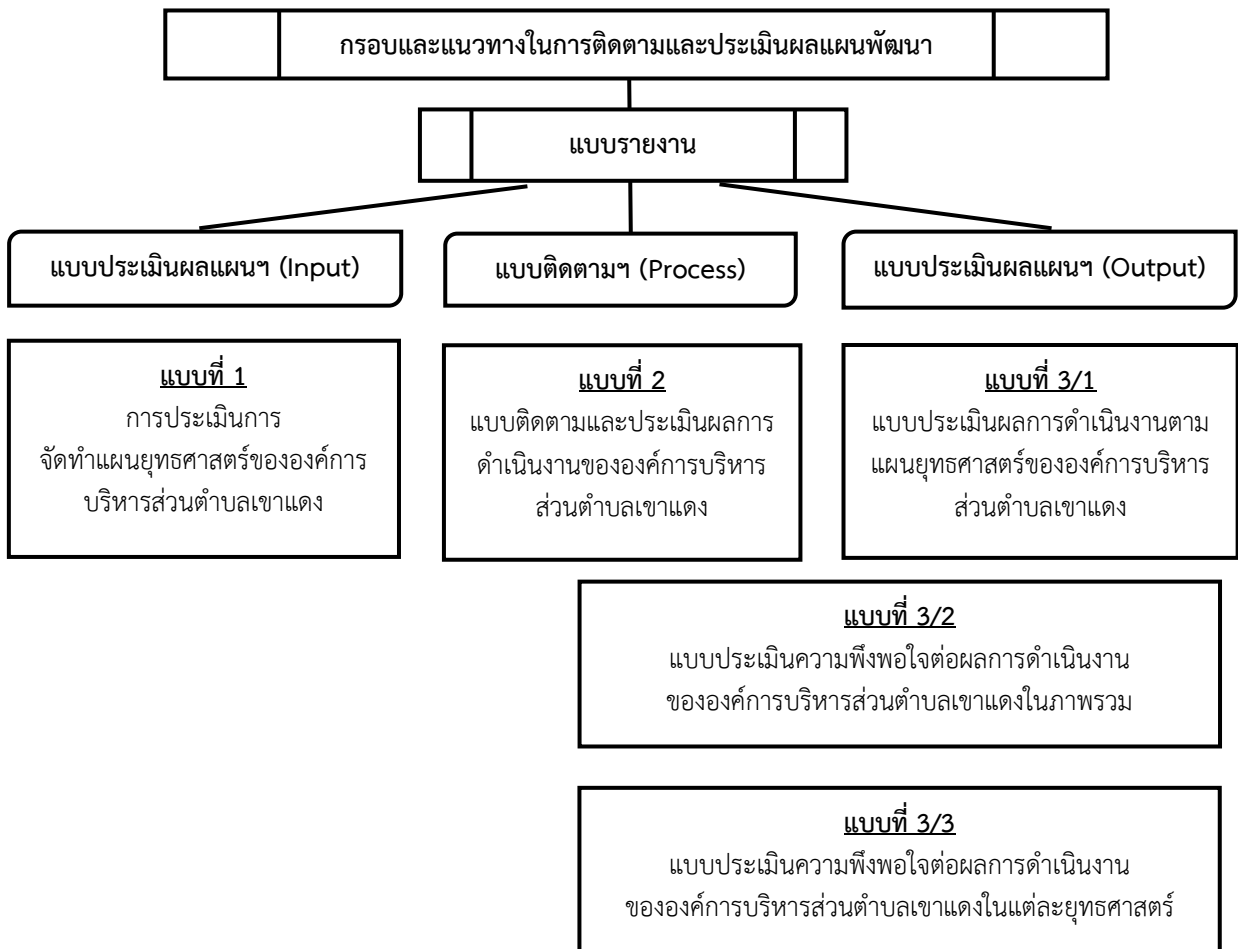 กรอบและแนวทางในการติดตามและประเมินผลแผนพัฒนา
แบบรายงาน
แบบประเมินผลแผนฯ (Input)
แบบติดตามฯ (Process)
แบบประเมินผลแผนฯ (Output)
แบบที่ 1
การประเมินการ
จัดทำแผนยุทธศาสตร์ขององค์การ
บริหารส่วนตำบลเขาแดง
แบบที่ 2
แบบติดตามและประเมินผลการ
ดำเนินงานขององค์การบริหาร
ส่วนตำบลเขาแดง
แบบที่ 3/1
แบบประเมินผลการดำเนินงานตาม
แผนยุทธศาสตร์ขององค์การบริหาร
ส่วนตำบลเขาแดง
แบบที่ 3/2
แบบประเมินความพึงพอใจต่อผลการดำเนินงาน
ขององค์การบริหารส่วนตำบลเขาแดงในภาพรวม
แบบที่ 3/3
แบบประเมินความพึงพอใจต่อผลการดำเนินงาน
ขององค์การบริหารส่วนตำบลเขาแดงในแต่ละยุทธศาสตร์